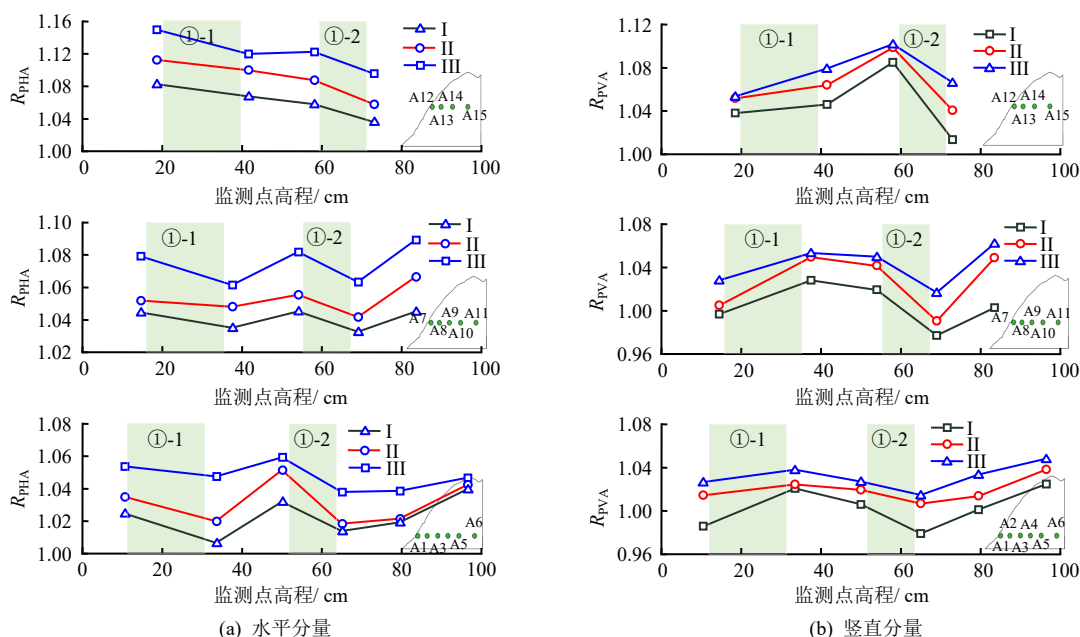 1.16
1.12
1.08
1.04
1.00
R_PHA
①-1
①-2
I
II
III
A12 A14
A13 A15
0 20 40 60 80 100
监测点高程/ cm
1.12
1.08
1.04
1.00
R_PVA
①-1
①-2
I
II
III
A12 A14
A13 A15
0 20 40 60 80 100
监测点高程/ cm
1.10
1.08
1.06
1.04
1.02
R_PHA
①-1
①-2
I
II
III
A7 A9 A11
A8 A10
0 20 40 60 80 100
监测点高程/ cm
1.08
1.04
1.00
0.96
R_PVA
①-1
①-2
I
II
III
A7 A9 A11
A8 A10
0 20 40 60 80 100
监测点高程/ cm
1.08
1.06
1.04
1.02
1.00
R_PHA
①-1
①-2
I
II
III
A6
A1 A3 A5
0 20 40 60 80 100
监测点高程/ cm
1.08
1.04
1.00
0.96
R_PVA
①-1
①-2
I
II
III
A2 A4 A6
A1 A3 A5
0 20 40 60 80 100
监测点高程/ cm
(a) 水平分量
(b) 竖直分量